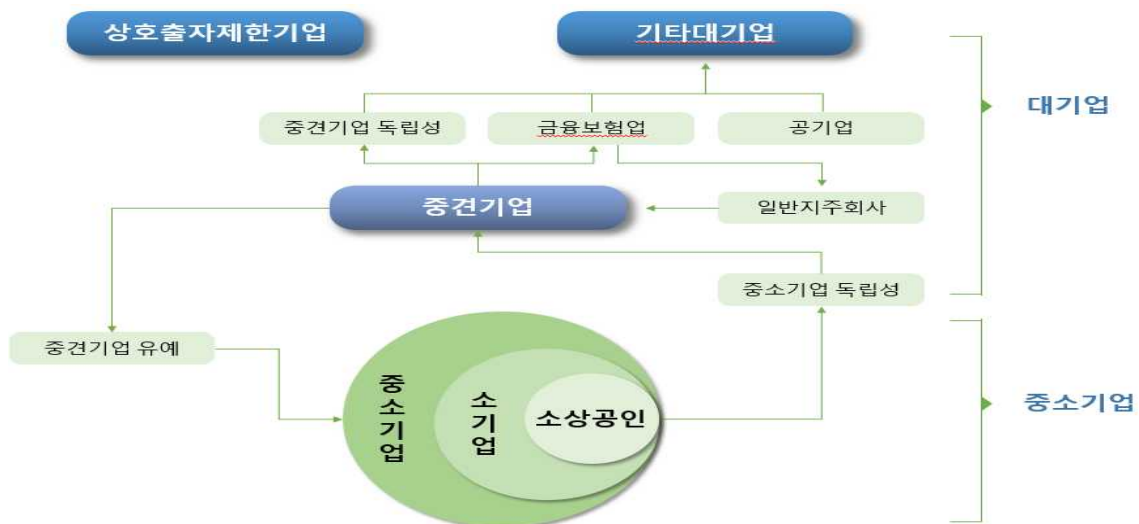 상호출자제한기업
기타대기업
대기업
중견기업 독립성
금융보험업
공기업
중견기업
일반지주회사
중소기업 독립성
중견기업 유예
중소기업
소기업
소상공인
중소기업